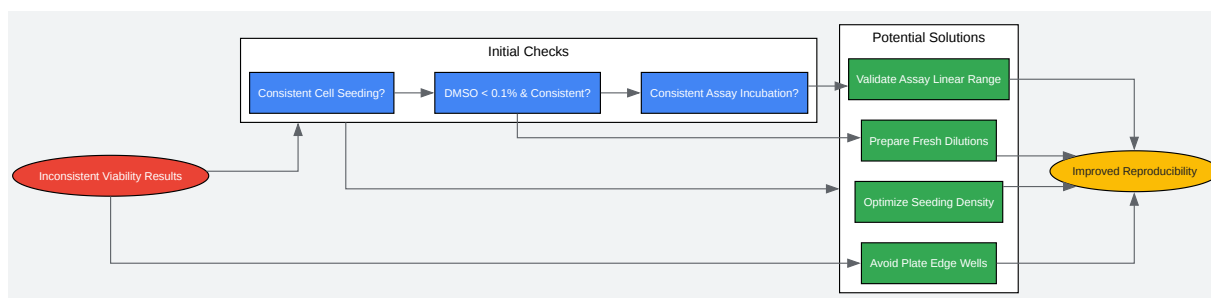 Potential Solutions
Initial Checks
Consistent Cell Seeding?
DMSO < 0.1% & Consistent?
Consistent Assay Incubation?
Validate Assay Linear Range
Prepare Fresh Dilutions
Inconsistent Viability Results
Improved Reproducibility
Optimize Seeding Density
Avoid Plate Edge Wells